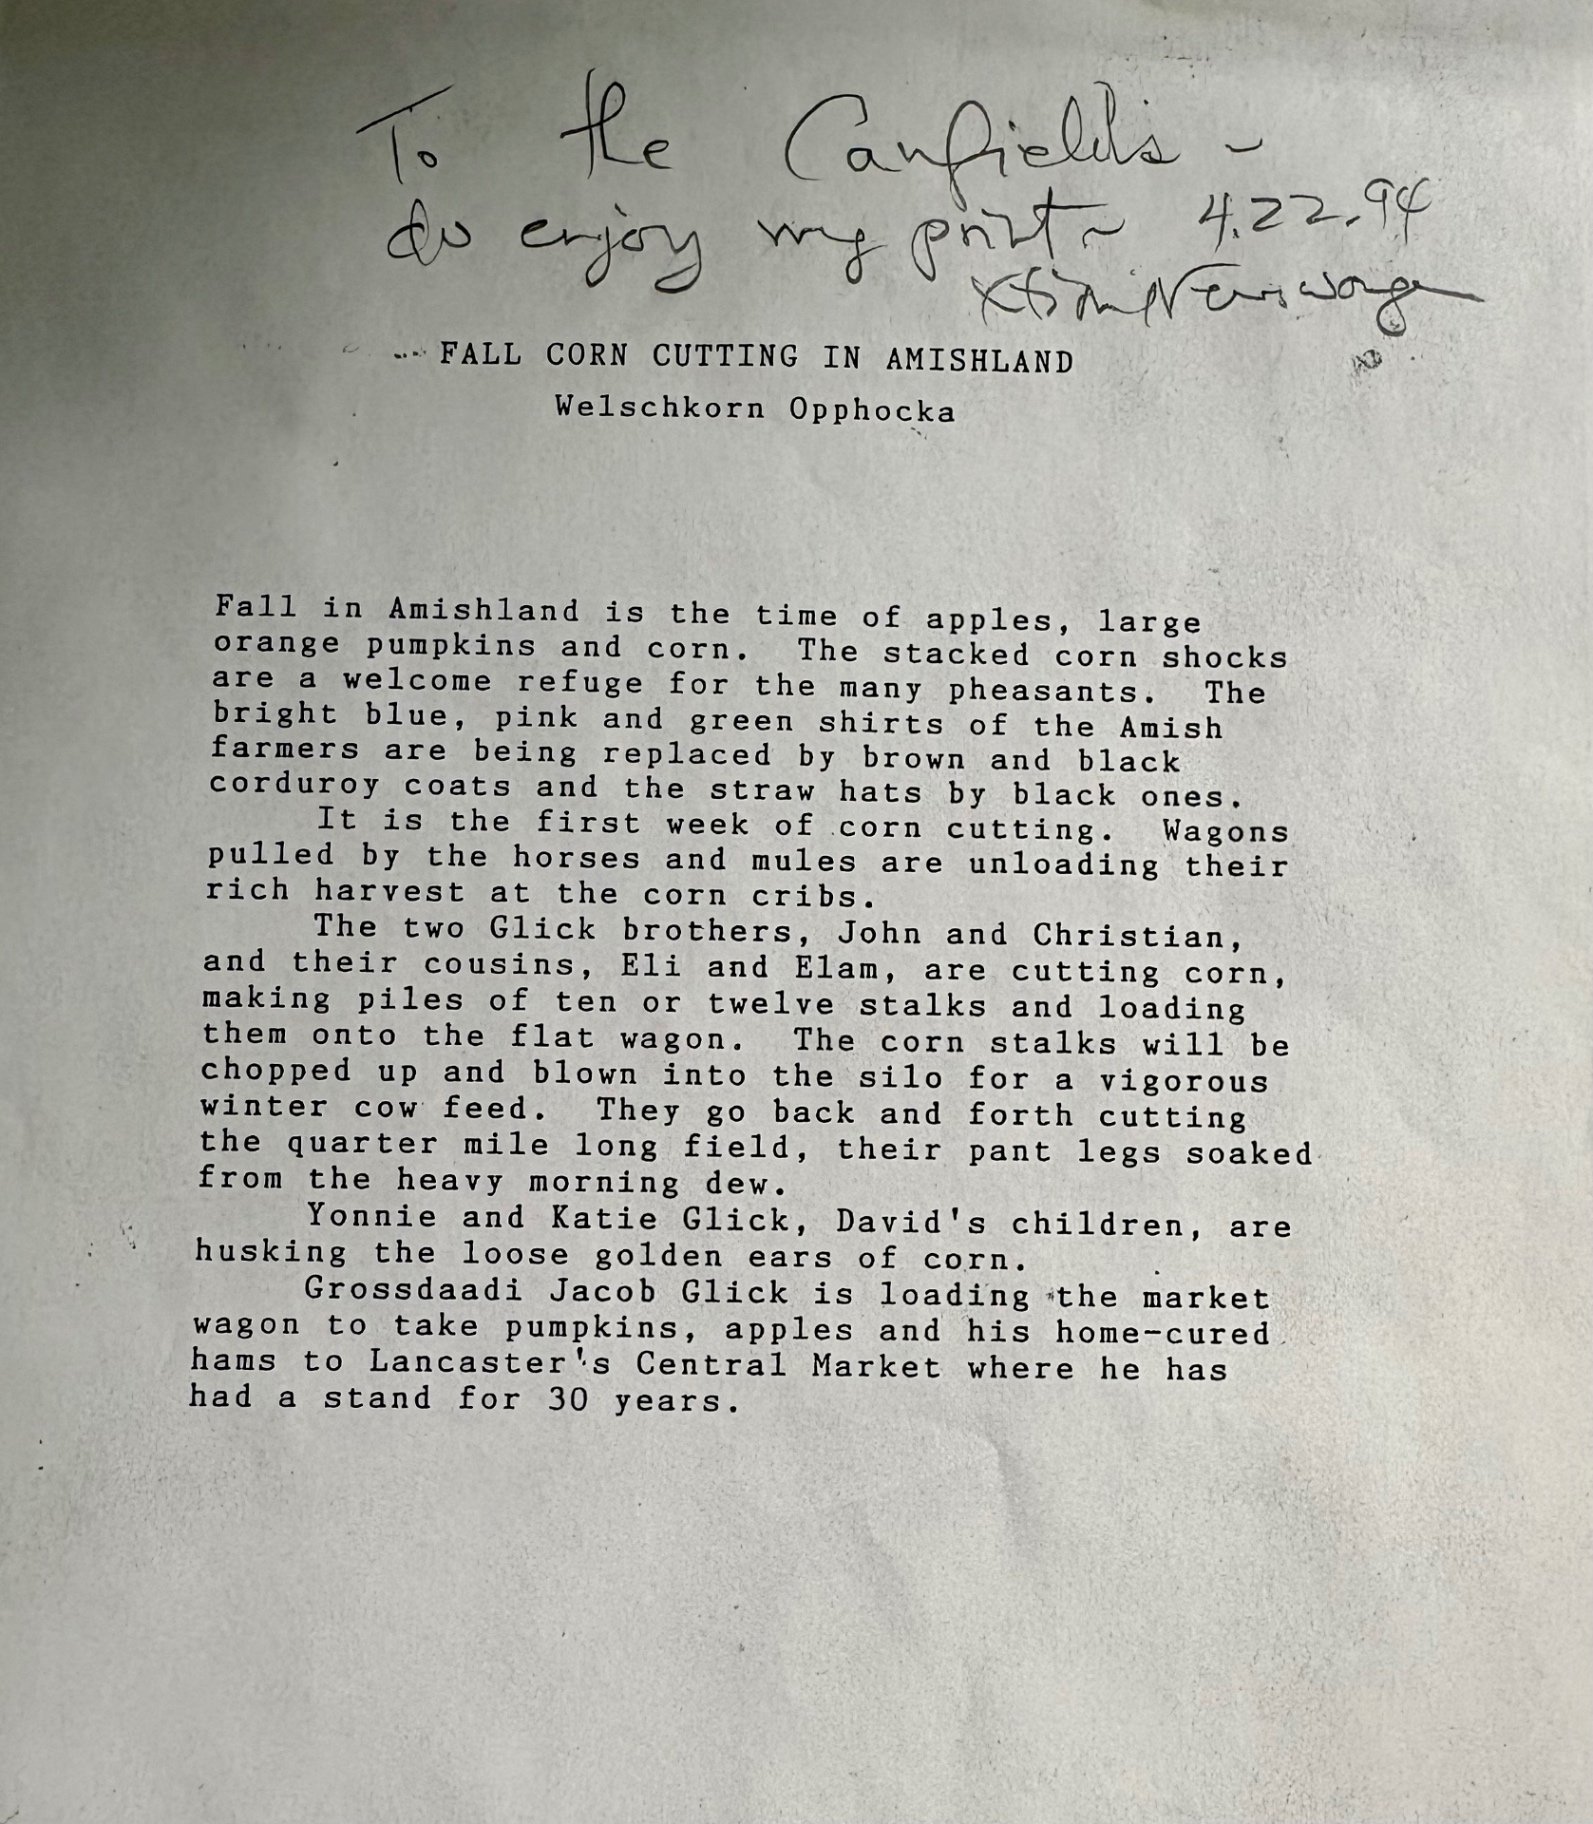 To the Canfields -
do enjoy my print ~ 4.22.94
Xtian Newswanger
FALL CORN CUTTING IN AMISHLAND
Welschkorn Opphocka
Fall in Amishland is the time of apples, large
orange pumpkins and corn. The stacked corn shocks
are a welcome refuge for the many pheasants. The
bright blue, pink and green shirts of the Amish
farmers are being replaced by brown and black
corduroy coats and the straw hats by black ones.
It is the first week of corn cutting. Wagons
pulled by the horses and mules are unloading their
rich harvest at the corn cribs.
The two Glick brothers, John and Christian,
and their cousins, Eli and Elam, are cutting corn,
making piles of ten or twelve stalks and loading
them onto the flat wagon. The corn stalks will be
chopped up and blown into the silo for a vigorous
winter cow feed. They go back and forth cutting
the quarter mile long field, their pant legs soaked
from the heavy morning dew.
Yonnie and Katie Glick, David's children, are
husking the loose golden ears of corn.
Grossdaadi Jacob Glick is loading the market
wagon to take pumpkins, apples and his home-cured
hams to Lancaster's Central Market where he has
had a stand for 30 years.